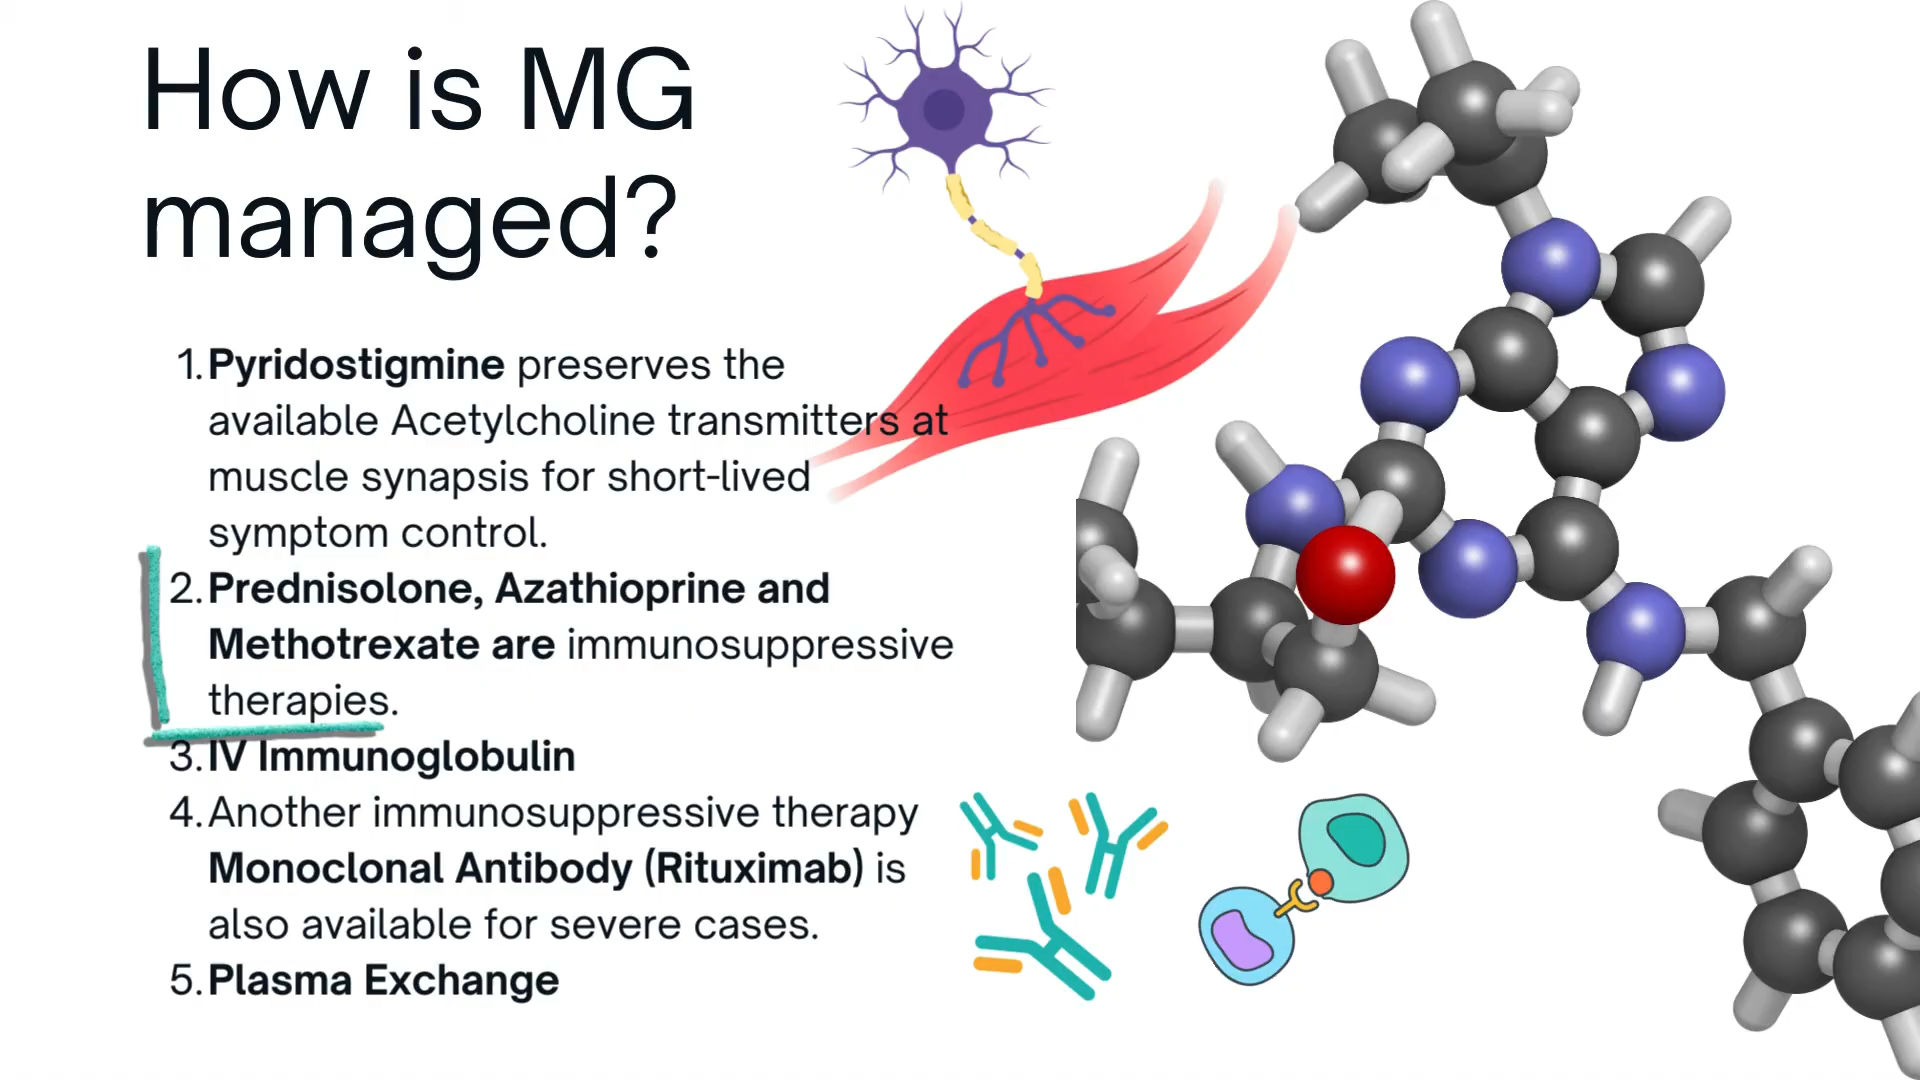 How is MG
managed?
1. Pyridostigmine preserves the
available Acetylcholine transmitters at
muscle synapsis for short-lived
symptom control.
2. Prednisolone, Azathioprine and
Methotrexate are immunosuppressive
therapies.
3. IV Immunoglobulin
4. Another immunosuppressive therapy
Monoclonal Antibody (Rituximab) is
also available for severe cases.
5. Plasma Exchange